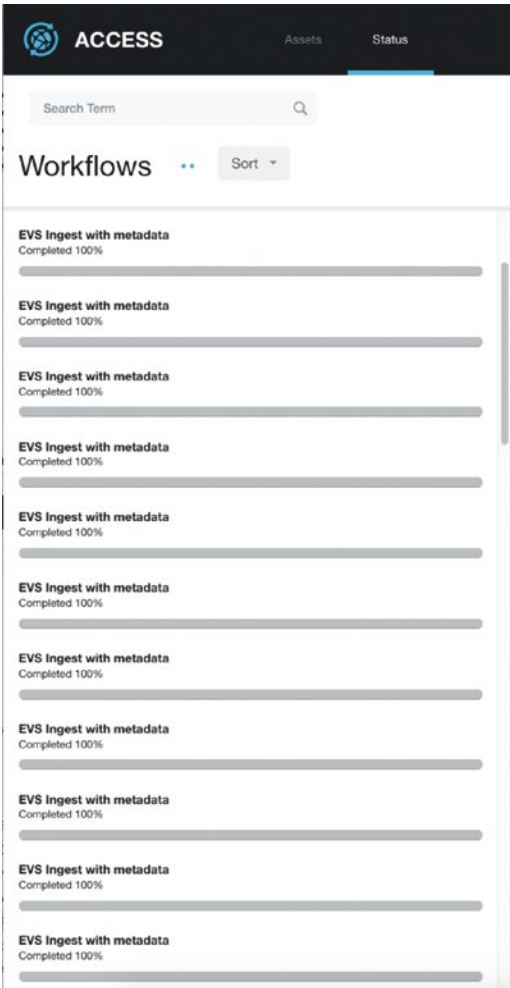 ACCESS
Assets
Status
Search Term
Workflows
Sort
EVS Ingest with metadata
Completed 100%
EVS Ingest with metadata
Completed 100%
EVS Ingest with metadata
Completed 100%
EVS Ingest with metadata
Completed 100%
EVS Ingest with metadata
Completed 100%
EVS Ingest with metadata
Completed 100%
EVS Ingest with metadata
Completed 100%
EVS Ingest with metadata
Completed 100%
EVS Ingest with metadata
Completed 100%
EVS Ingest with metadata
Completed 100%
EVS Ingest with metadata
Completed 100%